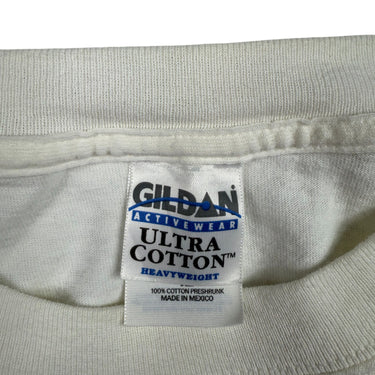 GILDAN
ACTIVEWEAR
ULTRA
COTTON™
HEAVYWEIGHT
100% COTTON PRESHRUNK
MADE IN MEXICO